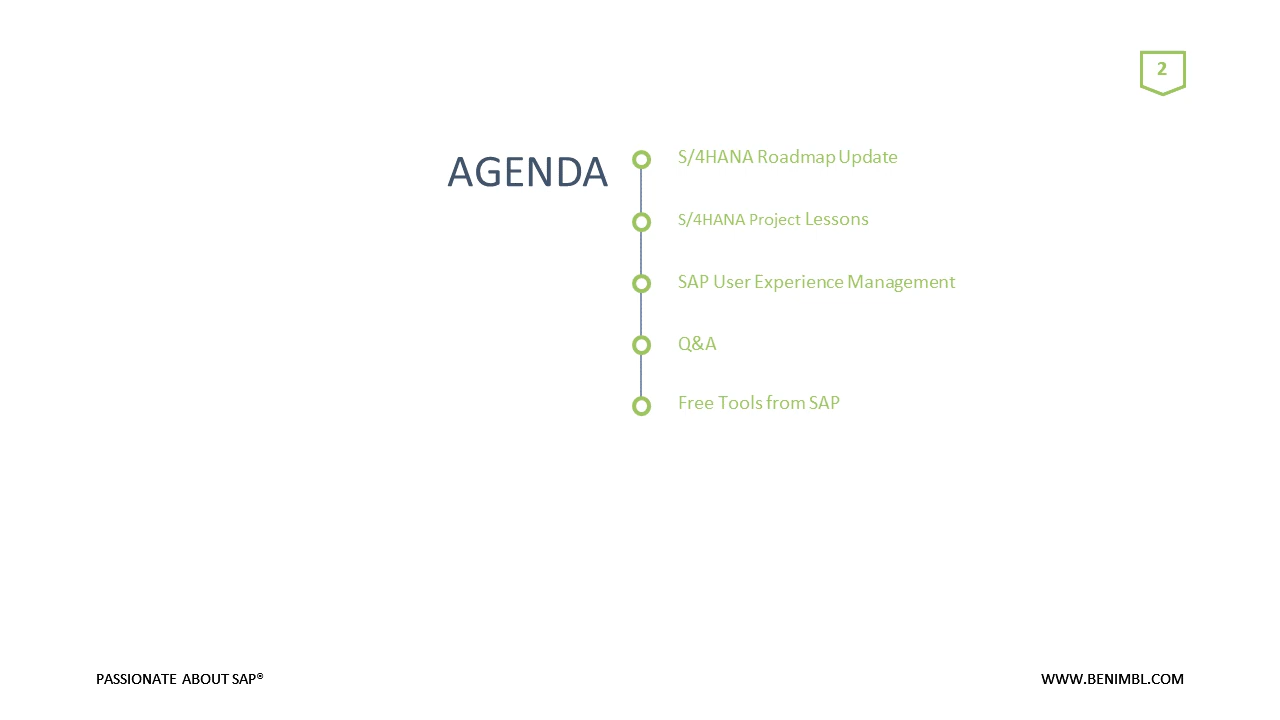 2
AGENDA
S/4HANA Roadmap Update
S/4HANA Project Lessons
SAP User Experience Management
Q&A
Free Tools from SAP
PASSIONATE ABOUT SAP®
WWW.BENIMBL.COM